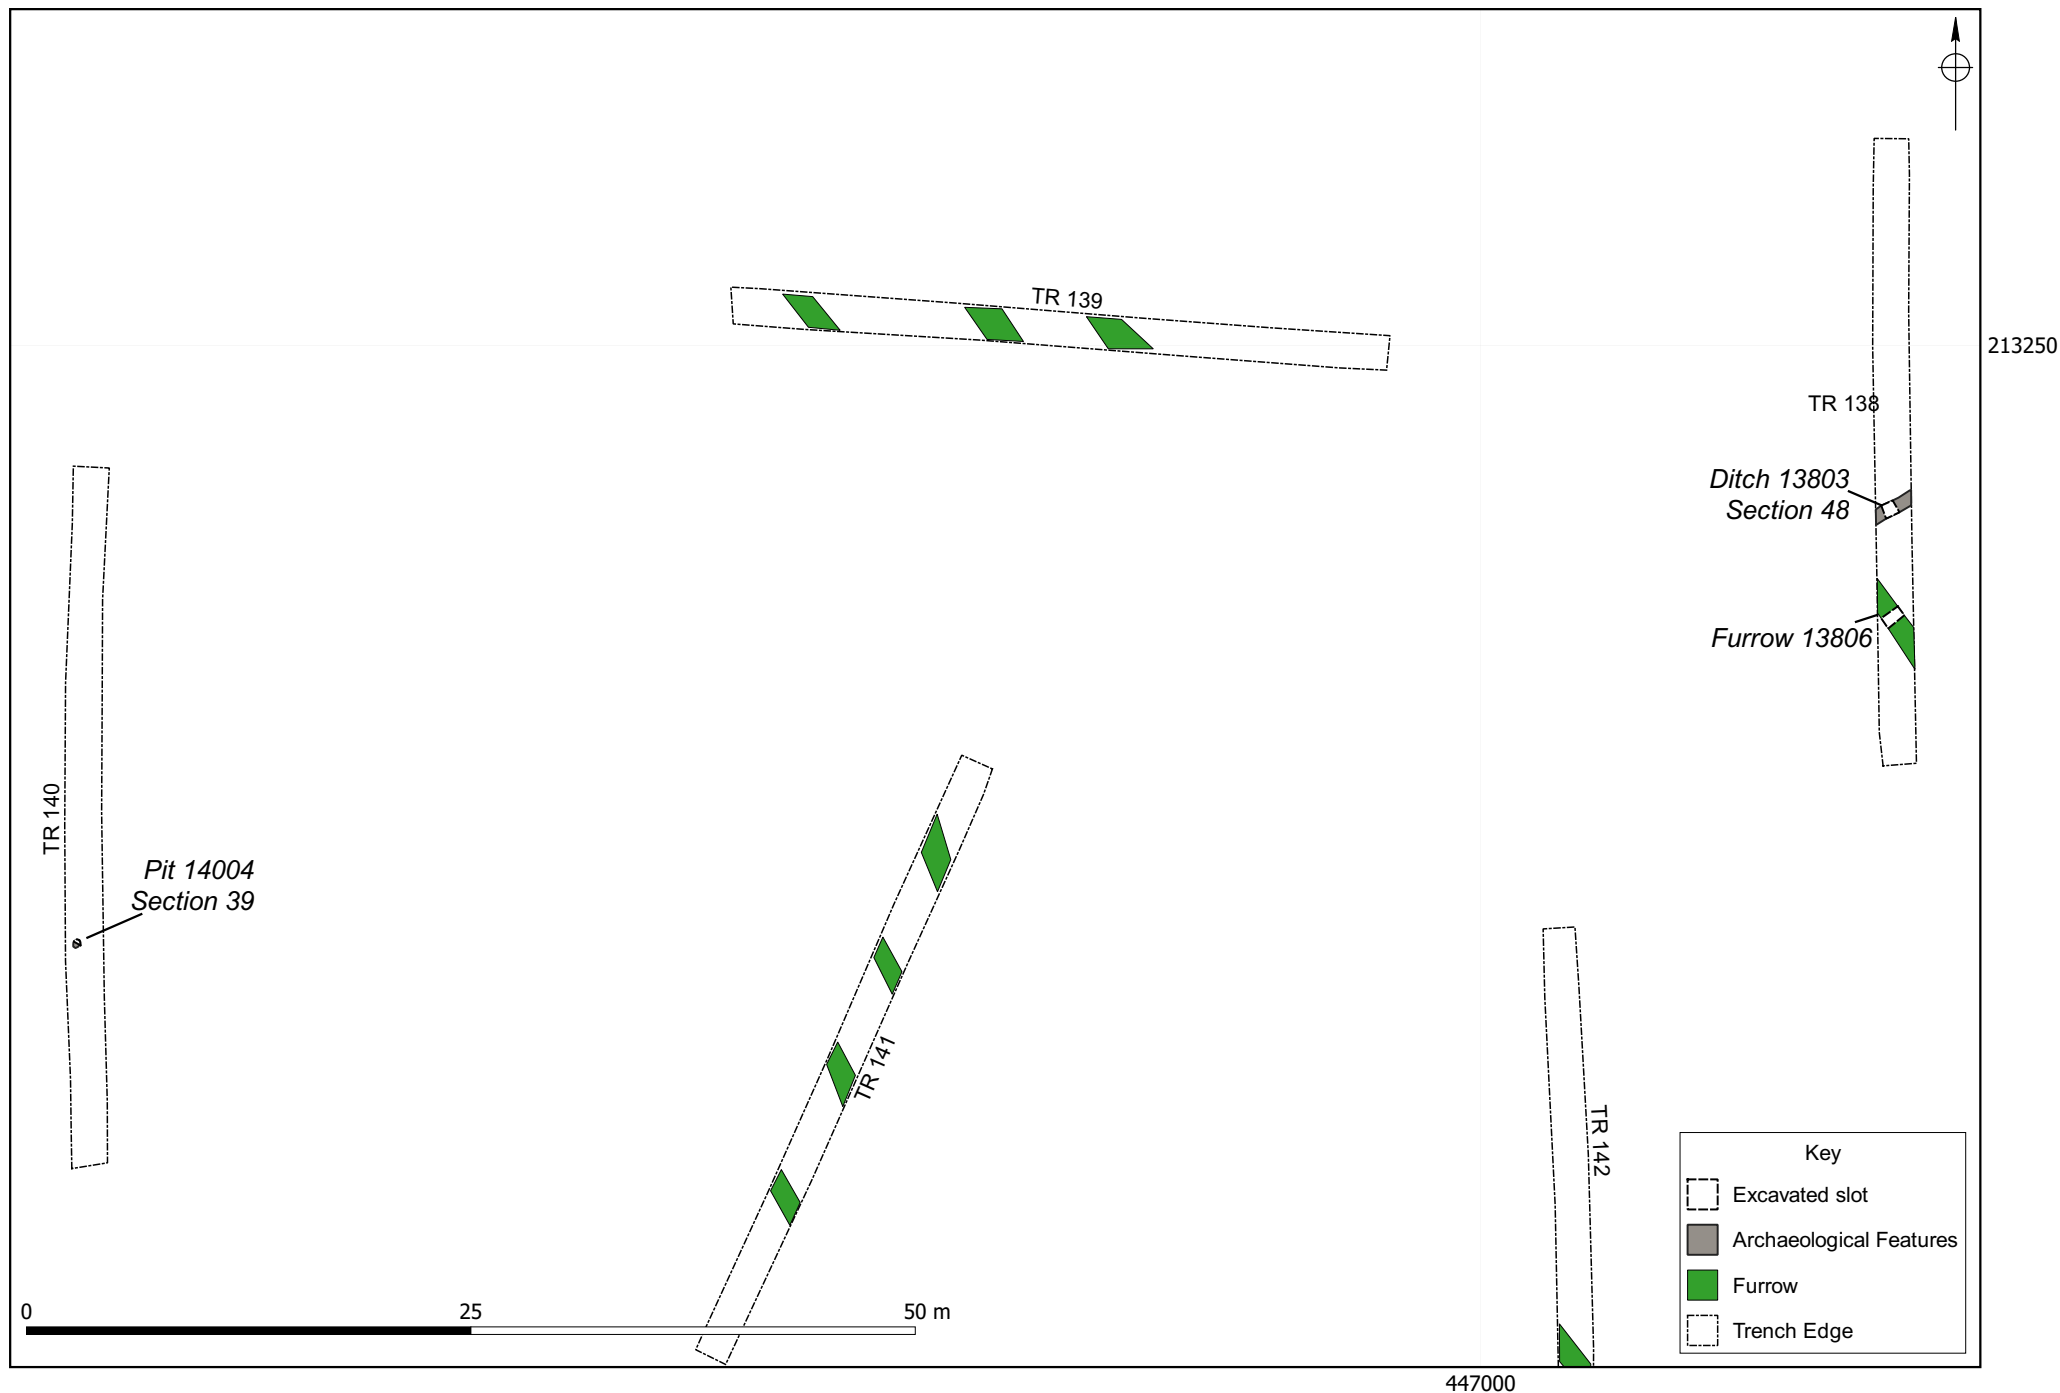 TR 139
213250
TR 138
Ditch 13803
Section 48
Furrow 13806
TR 140
Pit 14004
Section 39
TR 141
TR 142
Key
Excavated slot
Archaeological Features
Furrow
Trench Edge
0 25 50 m
447000